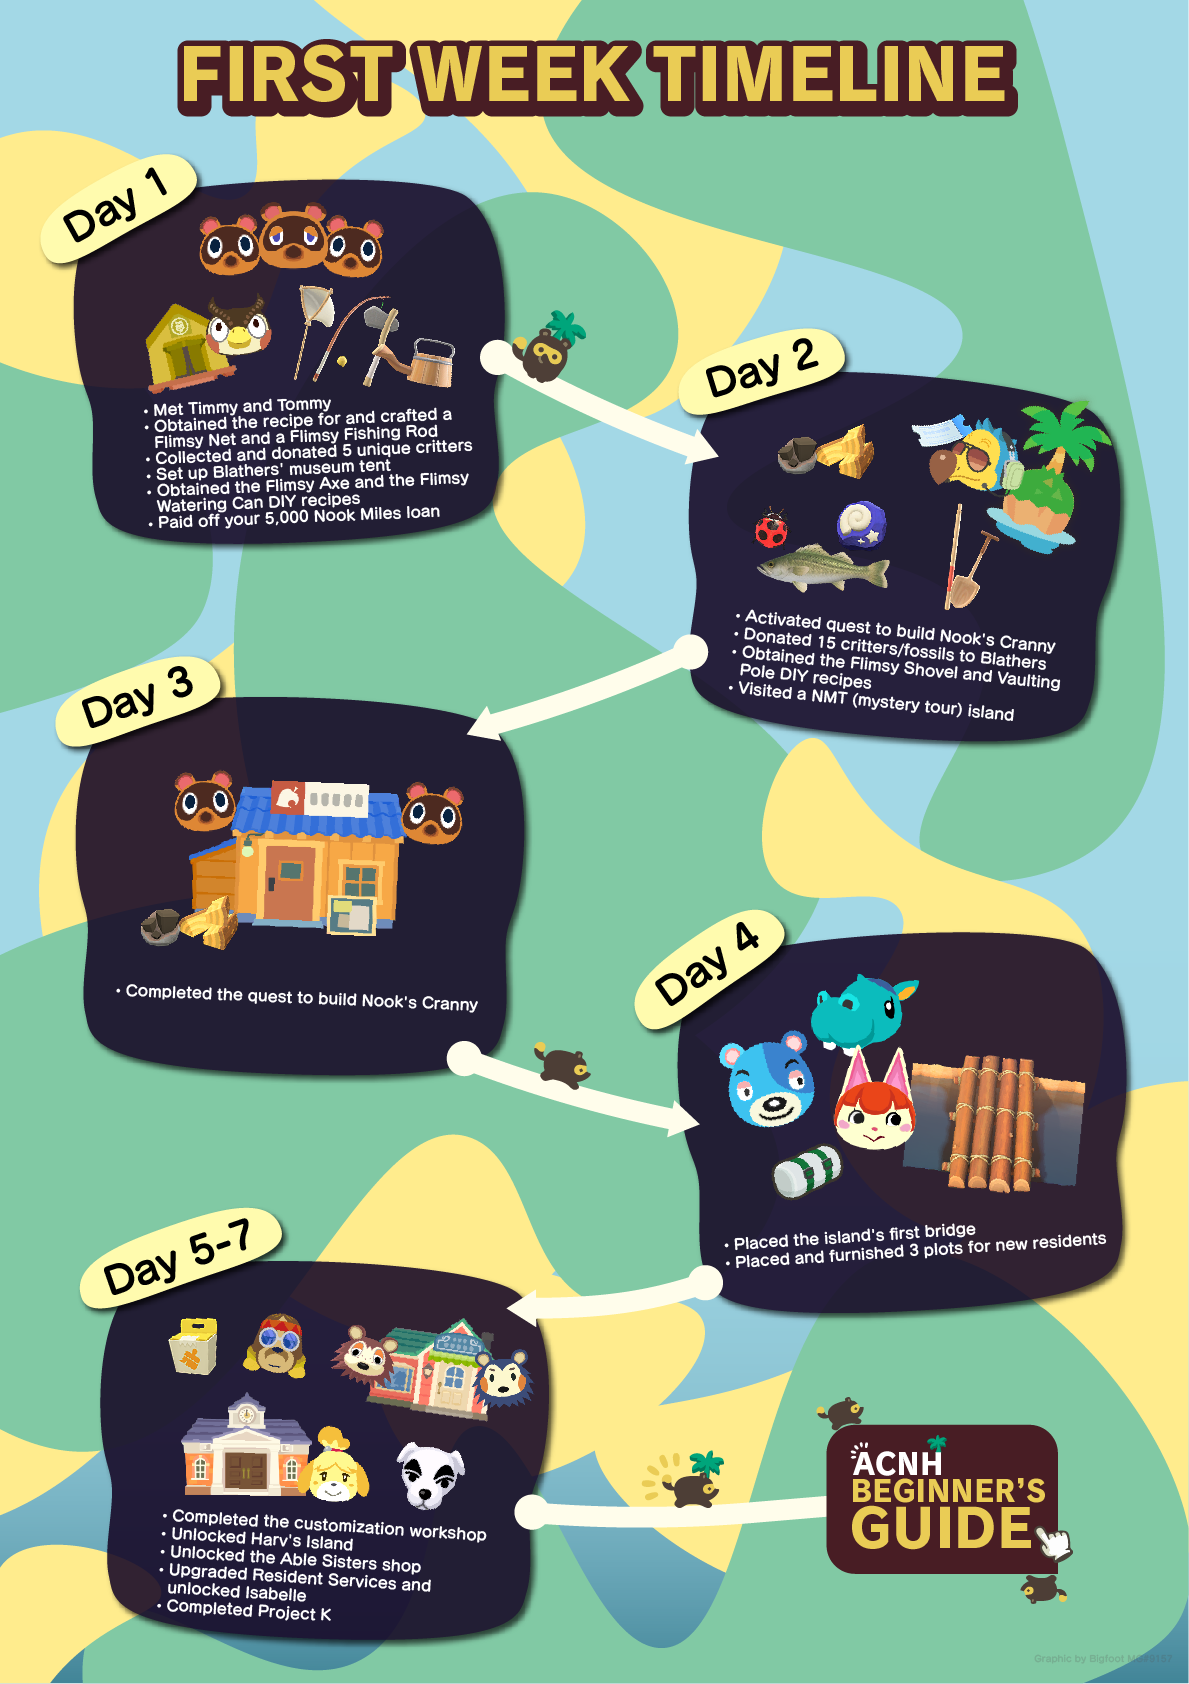 FIRST WEEK TIMELINE
Day 1
• Met Timmy and Tommy
• Obtained the recipe for and crafted a
Flimsy Net and a Flimsy Fishing Rod
• Collected and donated 5 unique critters
• Set up Blathers' museum tent
• Obtained the Flimsy Axe and the Flimsy
Watering Can DIY recipes
• Paid off your 5,000 Nook Miles loan
Day 2
• Activated quest to build Nook's Cranny
• Donated 15 critters/fossils to Blathers
• Obtained the Flimsy Shovel and Vaulting
Pole DIY recipes
• Visited a NMT (mystery tour) island
Day 3
• Completed the quest to build Nook's Cranny
Day 4
• Placed the island's first bridge
• Placed and furnished 3 plots for new residents
Day 5-7
• Completed the customization workshop
• Unlocked Harv's Island
• Unlocked the Able Sisters shop
• Upgraded Resident Services and
unlocked Isabelle
• Completed Project K
ACNH
BEGINNER'S
GUIDE
Graphic by Bigfoot